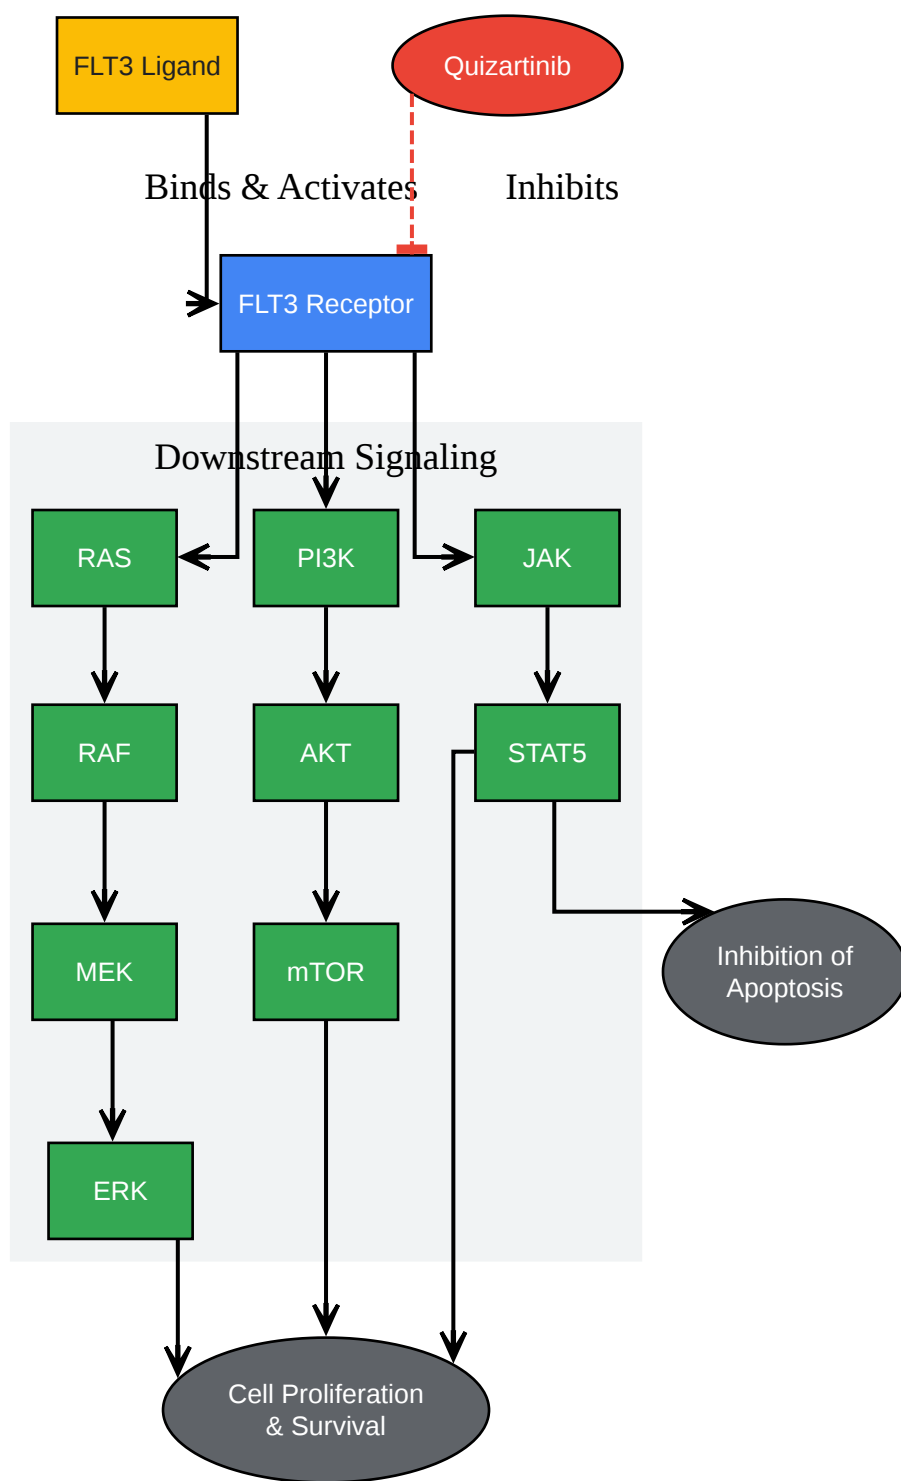 FLT3 Ligand
Quizartinib
Binds & Activates
Inhibits
FLT3 Receptor
Downstream Signaling
RAS
PI3K
JAK
RAF
AKT
STAT5
MEK
mTOR
Inhibition of
Apoptosis
ERK
Cell Proliferation
& Survival